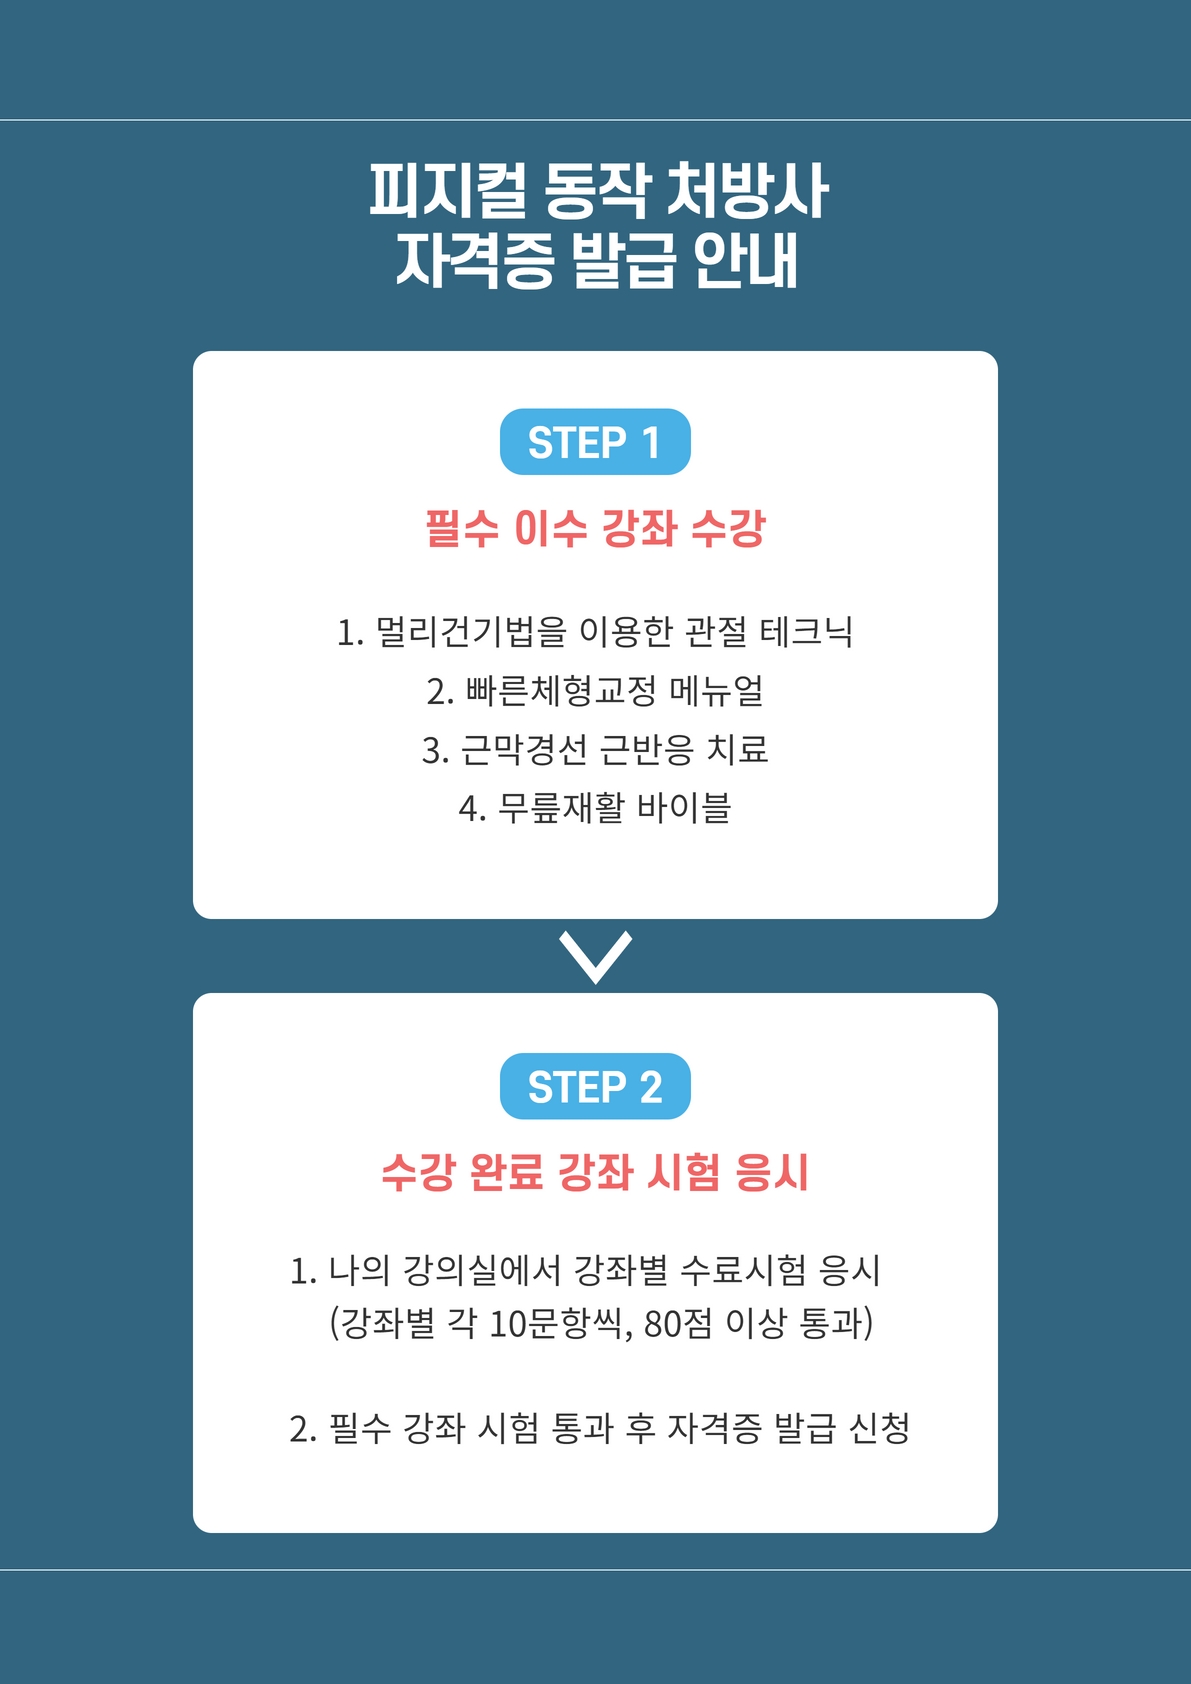 피지컬 동작 처방사
자격증 발급 안내
STEP 1
필수 이수 강좌 수강
1. 멀리건기법을 이용한 관절 테크닉
2. 빠른체형교정 메뉴얼
3. 근막경선 근반응 치료
4. 무릎재활 바이블
STEP 2
수강 완료 강좌 시험 응시
1. 나의 강의실에서 강좌별 수료시험 응시
(강좌별 각 10문항씩, 80점 이상 통과)
2. 필수 강좌 시험 통과 후 자격증 발급 신청